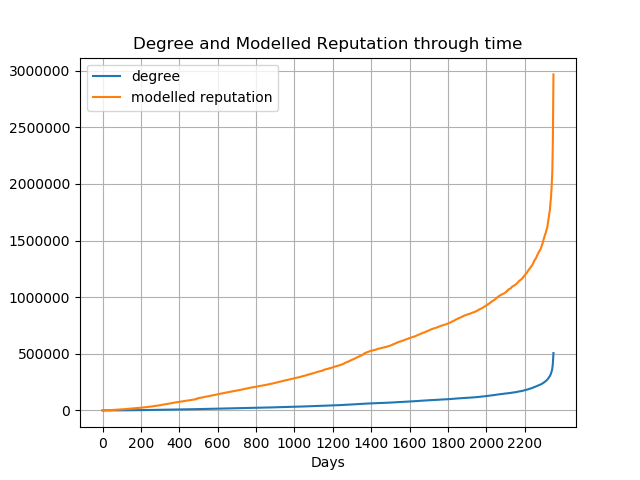 Degree and Modelled Reputation through time
degree
modelled reputation
3000000
2500000
2000000
1500000
1000000
500000
0
0 200 400 600 800 1000 1200 1400 1600 1800 2000 2200
Days